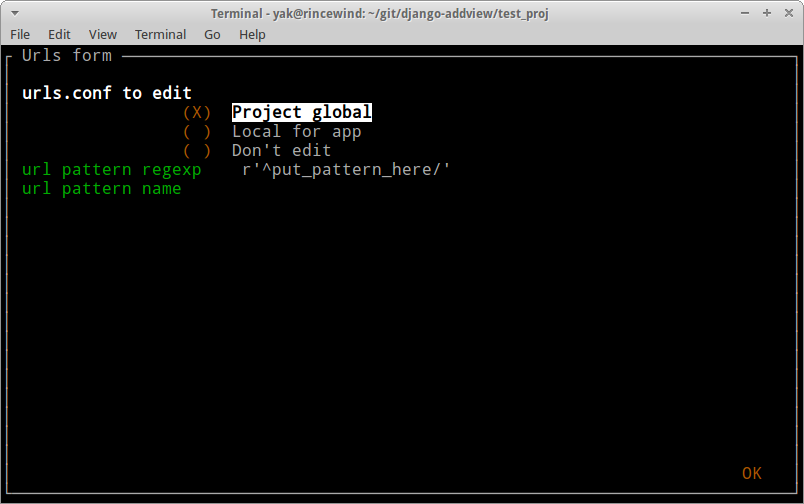 Terminal - yak@rincewind: ~/git/django-addview/test_proj
File Edit View Terminal Go Help
Urls form
urls.conf to edit
(X) Project global
( ) Local for app
( ) Don't edit
url pattern regexp r'^put_pattern_here/'
url pattern name
OK